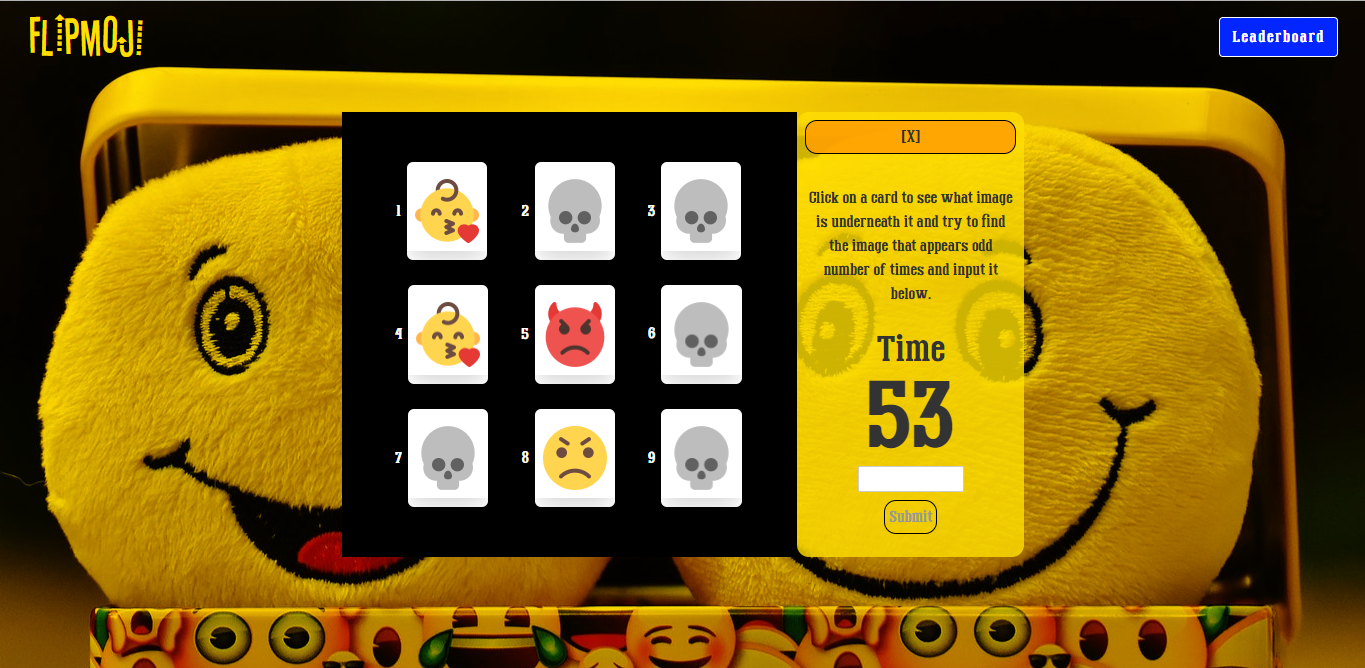 FLIPMOJI
Leaderboard
[X]
Click on a card to see what image
is underneath it and try to find
the image that appears odd
number of times and input it
below.
Time
53
Submit
1
2
3
4
5
6
7
8
9